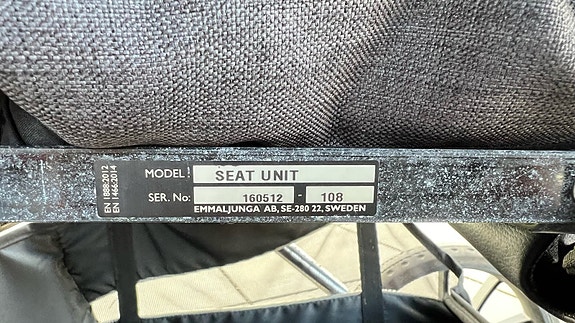 EN 1888:2012
EN 1466:2014
MODEL: SEAT UNIT
SER. No: 160512 - 108
EMMALJUNGA AB, SE-280 22, SWEDEN